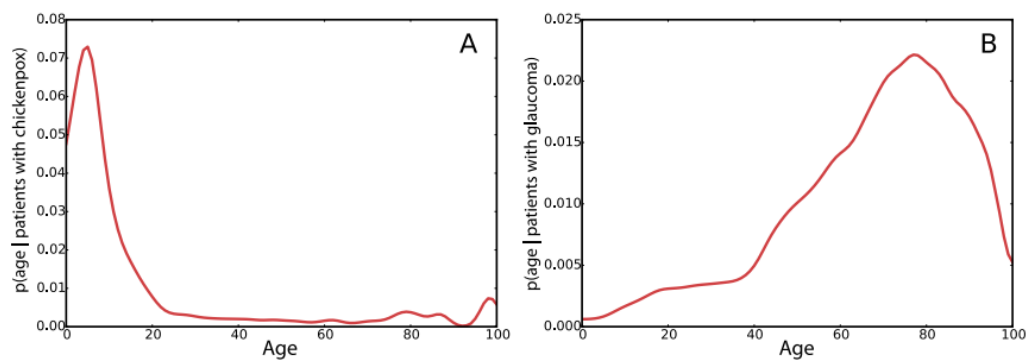 A
p(age | patients with chickenpox)
0.08
0.07
0.06
0.05
0.04
0.03
0.02
0.01
0.00
0 20 40 60 80 100
Age
B
p(age | patients with glaucoma)
0.025
0.020
0.015
0.010
0.005
0.000
0 20 40 60 80 100
Age